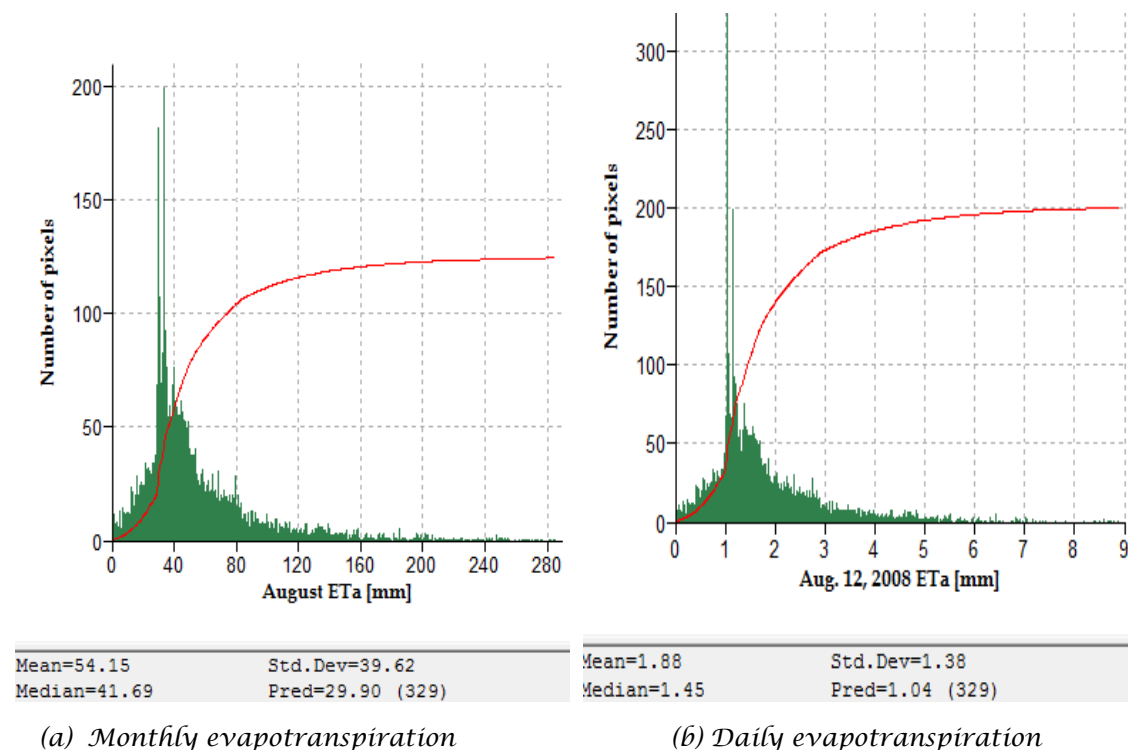 200
150
100
50
0
0 40 80 120 160 200 240 280
Number of pixels
August ETa [mm]
Mean=54.15 Std.Dev=39.62
Median=41.69 Pred=29.90 (329)
(a) Monthly evapotranspiration
300
250
200
150
100
50
0
0 1 2 3 4 5 6 7 8 9
Number of pixels
Aug. 12, 2008 ETa [mm]
Mean=1.88 Std.Dev=1.38
Median=1.45 Pred=1.04 (329)
(b) Daily evapotranspiration